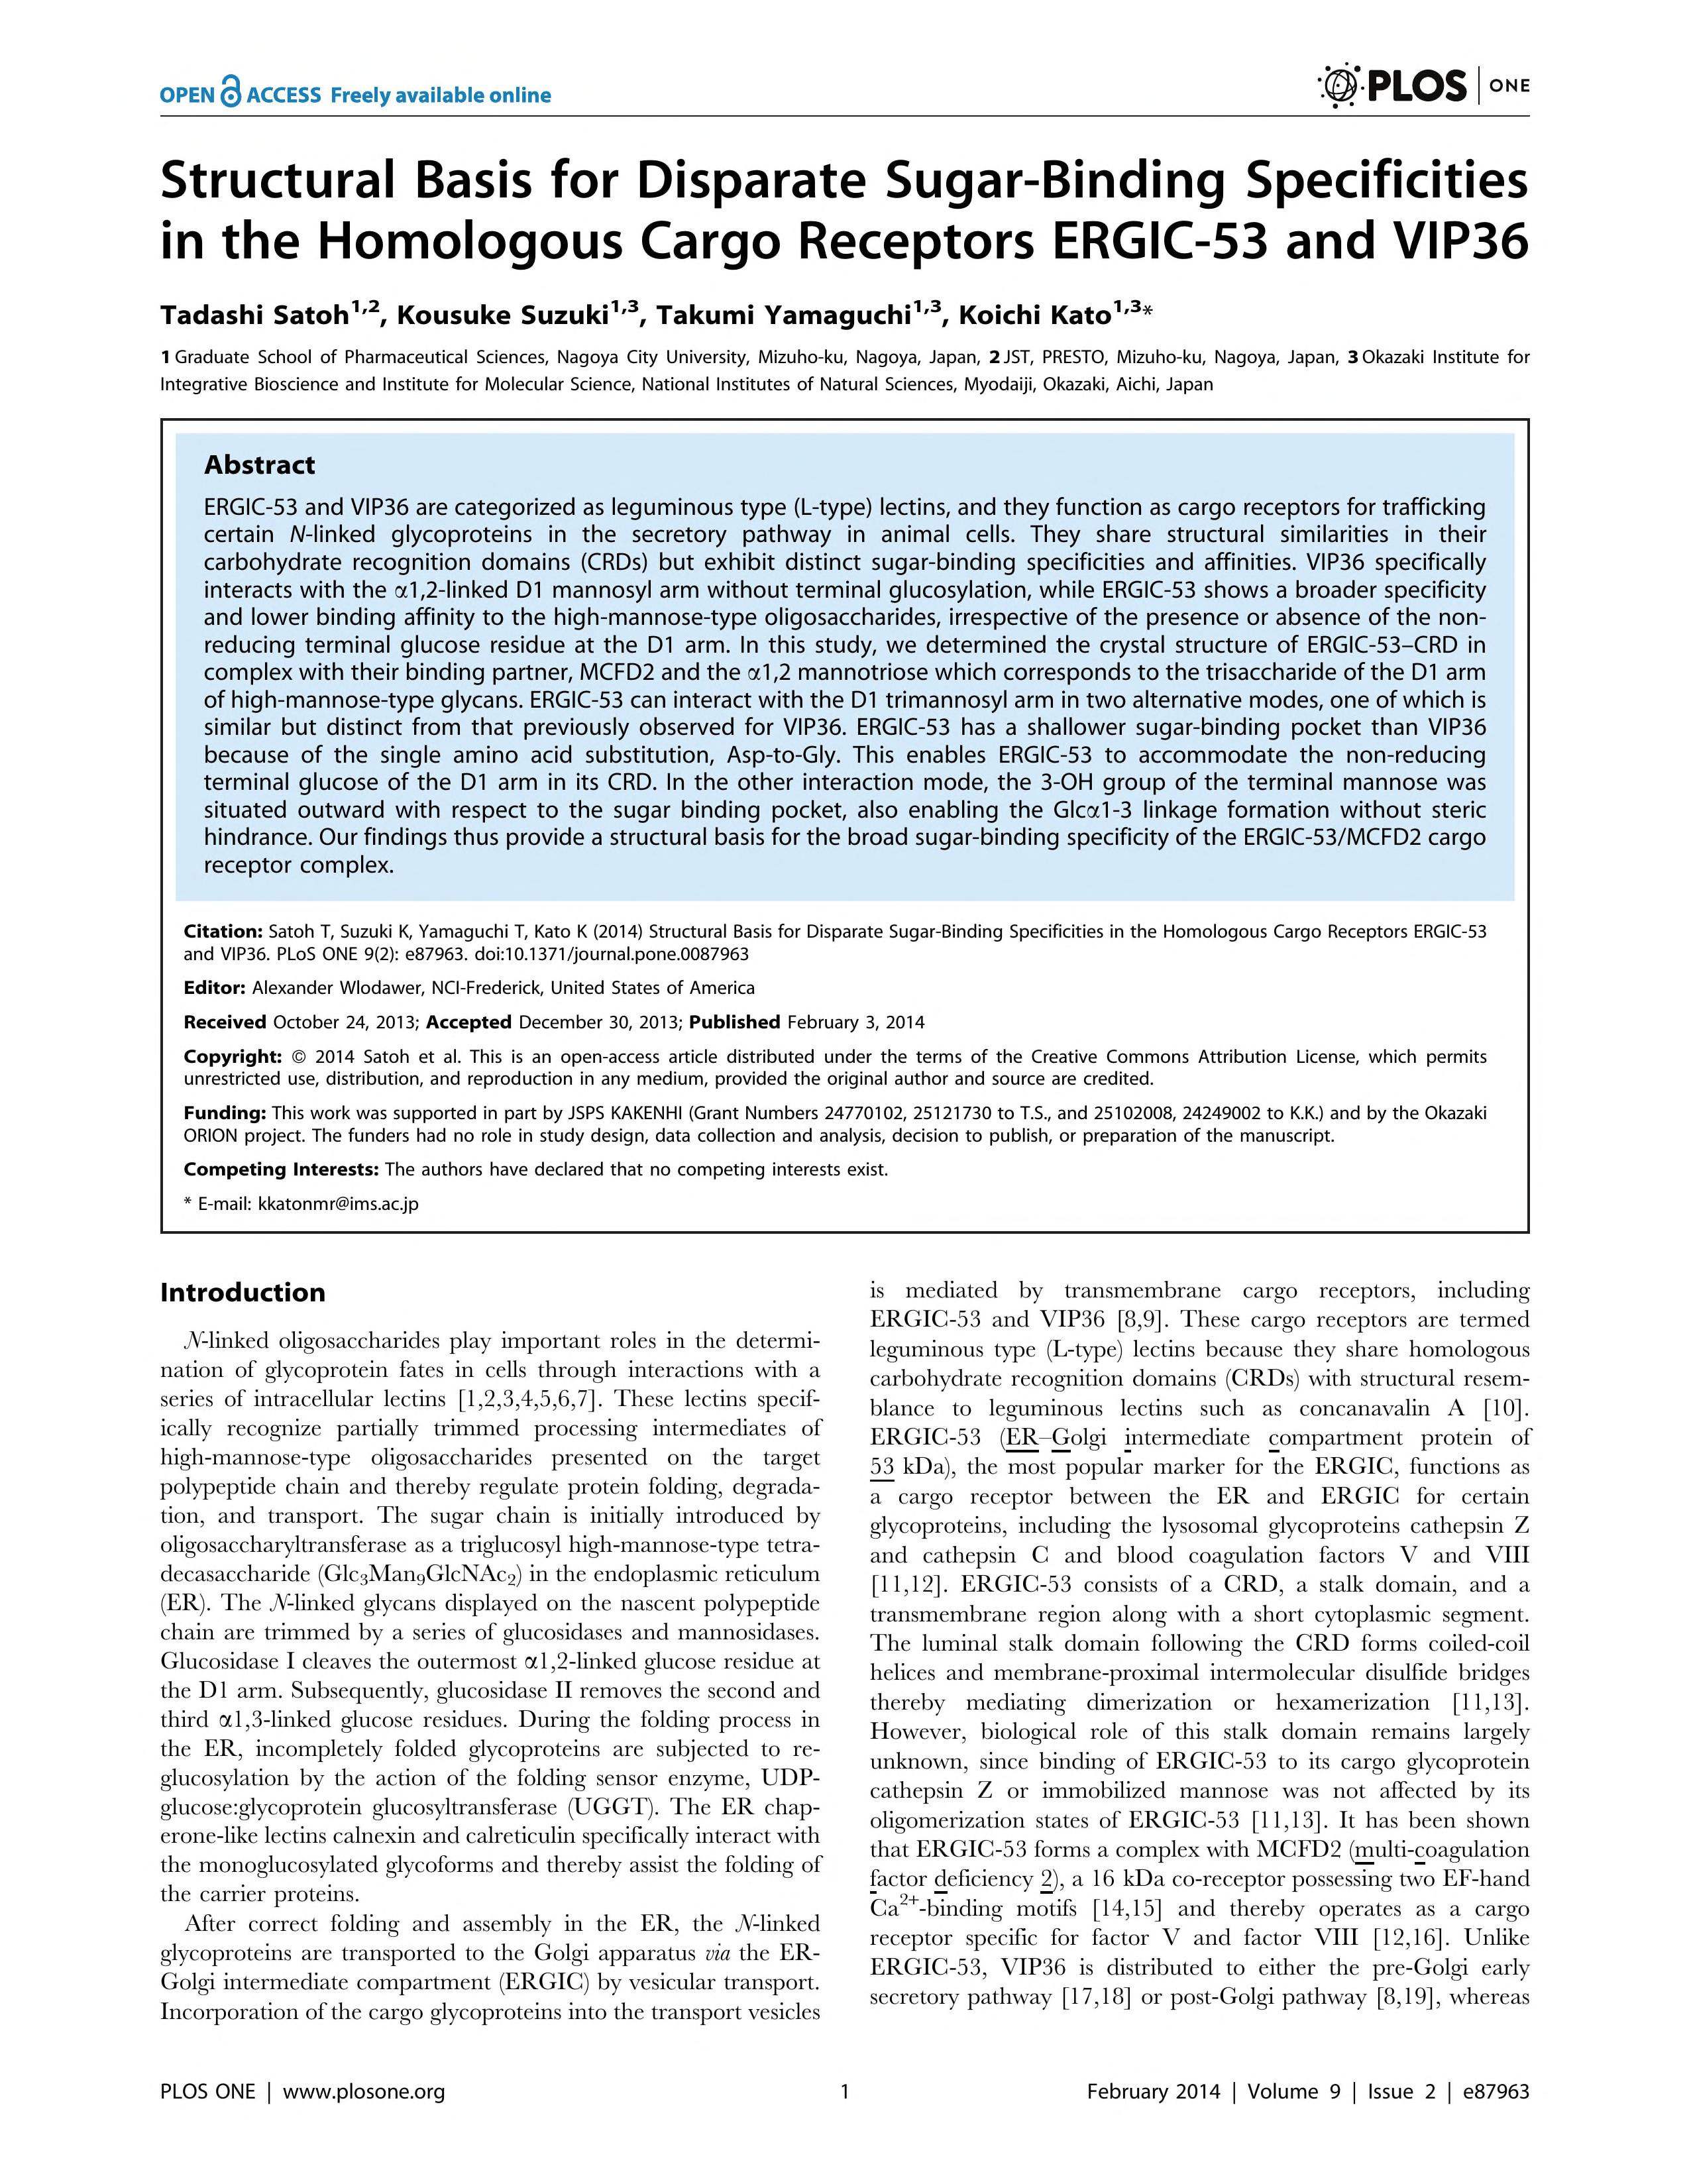 OPEN ACCESS Freely available online
PLOS ONE
Structural Basis for Disparate Sugar-Binding Specificities
in the Homologous Cargo Receptors ERGIC-53 and VIP36
Tadashi Satoh1,2, Kousuke Suzuki1,3, Takumi Yamaguchi1,3, Koichi Kato1,3*
1 Graduate School of Pharmaceutical Sciences, Nagoya City University, Mizuho-ku, Nagoya, Japan, 2 JST, PRESTO, Mizuho-ku, Nagoya, Japan, 3 Okazaki Institute for
Integrative Bioscience and Institute for Molecular Science, National Institutes of Natural Sciences, Myodaiji, Okazaki, Aichi, Japan
Abstract
ERGIC-53 and VIP36 are categorized as leguminous type (L-type) lectins, and they function as cargo receptors for trafficking
certain N-linked glycoproteins in the secretory pathway in animal cells. They share structural similarities in their
carbohydrate recognition domains (CRDs) but exhibit distinct sugar-binding specificities and affinities. VIP36 specifically
interacts with the α1,2-linked D1 mannosyl arm without terminal glucosylation, while ERGIC-53 shows a broader specificity
and lower binding affinity to the high-mannose-type oligosaccharides, irrespective of the presence or absence of the non-
reducing terminal glucose residue at the D1 arm. In this study, we determined the crystal structure of ERGIC-53–CRD in
complex with their binding partner, MCFD2 and the α1,2 mannotriose which corresponds to the trisaccharide of the D1 arm
of high-mannose-type glycans. ERGIC-53 can interact with the D1 trimannosyl arm in two alternative modes, one of which is
similar but distinct from that previously observed for VIP36. ERGIC-53 has a shallower sugar-binding pocket than VIP36
because of the single amino acid substitution, Asp-to-Gly. This enables ERGIC-53 to accommodate the non-reducing
terminal glucose of the D1 arm in its CRD. In the other interaction mode, the 3-OH group of the terminal mannose was
situated outward with respect to the sugar binding pocket, also enabling the Glcα1-3 linkage formation without steric
hindrance. Our findings thus provide a structural basis for the broad sugar-binding specificity of the ERGIC-53/MCFD2 cargo
receptor complex.
Citation: Satoh T, Suzuki K, Yamaguchi T, Kato K (2014) Structural Basis for Disparate Sugar-Binding Specificities in the Homologous Cargo Receptors ERGIC-53
and VIP36. PLoS ONE 9(2): e87963. doi:10.1371/journal.pone.0087963
Editor: Alexander Wlodawer, NCI-Frederick, United States of America
Received October 24, 2013; Accepted December 30, 2013; Published February 3, 2014
Copyright: © 2014 Satoh et al. This is an open-access article distributed under the terms of the Creative Commons Attribution License, which permits
unrestricted use, distribution, and reproduction in any medium, provided the original author and source are credited.
Funding: This work was supported in part by JSPS KAKENHI (Grant Numbers 24770102, 25121730 to T.S., and 25102008, 24249002 to K.K.) and by the Okazaki
ORION project. The funders had no role in study design, data collection and analysis, decision to publish, or preparation of the manuscript.
Competing Interests: The authors have declared that no competing interests exist.
* E-mail: kkatonmr@ims.ac.jp
Introduction
N-linked oligosaccharides play important roles in the determi-
nation of glycoprotein fates in cells through interactions with a
series of intracellular lectins [1,2,3,4,5,6,7]. These lectins specif-
ically recognize partially trimmed processing intermediates of
high-mannose-type oligosaccharides presented on the target
polypeptide chain and thereby regulate protein folding, degrada-
tion, and transport. The sugar chain is initially introduced by
oligosaccharyltransferase as a triglucosyl high-mannose-type tetra-
decasaccharide (Glc3Man9GlcNAc2) in the endoplasmic reticulum
(ER). The N-linked glycans displayed on the nascent polypeptide
chain are trimmed by a series of glucosidases and mannosidases.
Glucosidase I cleaves the outermost α1,2-linked glucose residue at
the D1 arm. Subsequently, glucosidase II removes the second and
third α1,3-linked glucose residues. During the folding process in
the ER, incompletely folded glycoproteins are subjected to re-
glucosylation by the action of the folding sensor enzyme, UDP-
glucose:glycoprotein glucosyltransferase (UGGT). The ER chap-
erone-like lectins calnexin and calreticulin specifically interact with
the monoglucosylated glycoforms and thereby assist the folding of
the carrier proteins.
After correct folding and assembly in the ER, the N-linked
glycoproteins are transported to the Golgi apparatus via the ER-
Golgi intermediate compartment (ERGIC) by vesicular transport.
Incorporation of the cargo glycoproteins into the transport vesicles
is mediated by transmembrane cargo receptors, including
ERGIC-53 and VIP36 [8,9]. These cargo receptors are termed
leguminous type (L-type) lectins because they share homologous
carbohydrate recognition domains (CRDs) with structural resem-
blance to leguminous lectins such as concanavalin A [10].
ERGIC-53 (ER–Golgi intermediate compartment protein of
53 kDa), the most popular marker for the ERGIC, functions as
a cargo receptor between the ER and ERGIC for certain
glycoproteins, including the lysosomal glycoproteins cathepsin Z
and cathepsin C and blood coagulation factors V and VIII
[11,12]. ERGIC-53 consists of a CRD, a stalk domain, and a
transmembrane region along with a short cytoplasmic segment.
The luminal stalk domain following the CRD forms coiled-coil
helices and membrane-proximal intermolecular disulfide bridges
thereby mediating dimerization or hexamerization [11,13].
However, biological role of this stalk domain remains largely
unknown, since binding of ERGIC-53 to its cargo glycoprotein
cathepsin Z or immobilized mannose was not affected by its
oligomerization states of ERGIC-53 [11,13]. It has been shown
that ERGIC-53 forms a complex with MCFD2 (multi-coagulation
factor deficiency 2), a 16 kDa co-receptor possessing two EF-hand
Ca2+-binding motifs [14,15] and thereby operates as a cargo
receptor specific for factor V and factor VIII [12,16]. Unlike
ERGIC-53, VIP36 is distributed to either the pre-Golgi early
secretory pathway [17,18] or post-Golgi pathway [8,19], whereas
PLOS ONE | www.plosone.org
1
February 2014 | Volume 9 | Issue 2 | e87963